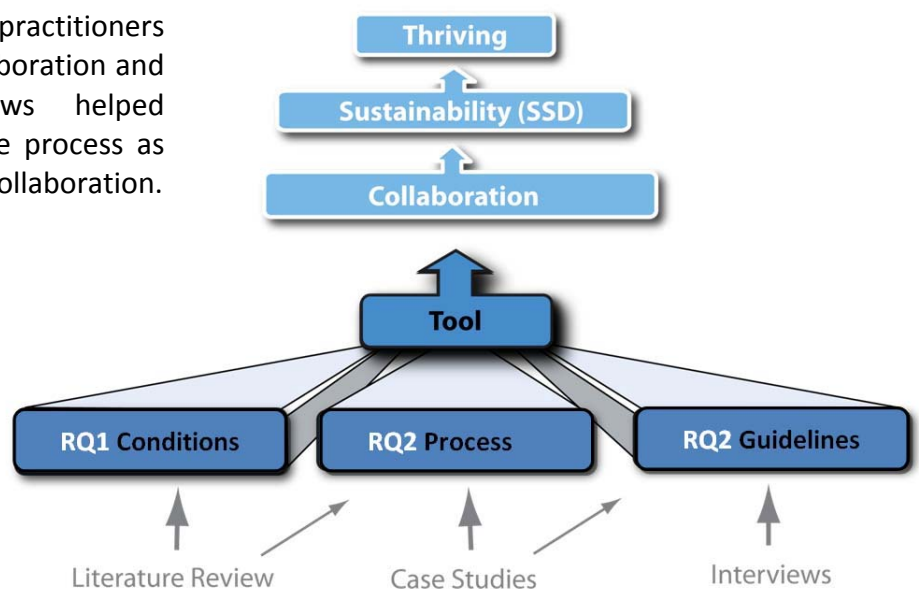 practitioners
boration and
ws helped
e process as
ollaboration.
Thriving
Sustainability (SSD)
Collaboration
Tool
RQ1 Conditions
RQ2 Process
RQ2 Guidelines
Literature Review
Case Studies
Interviews